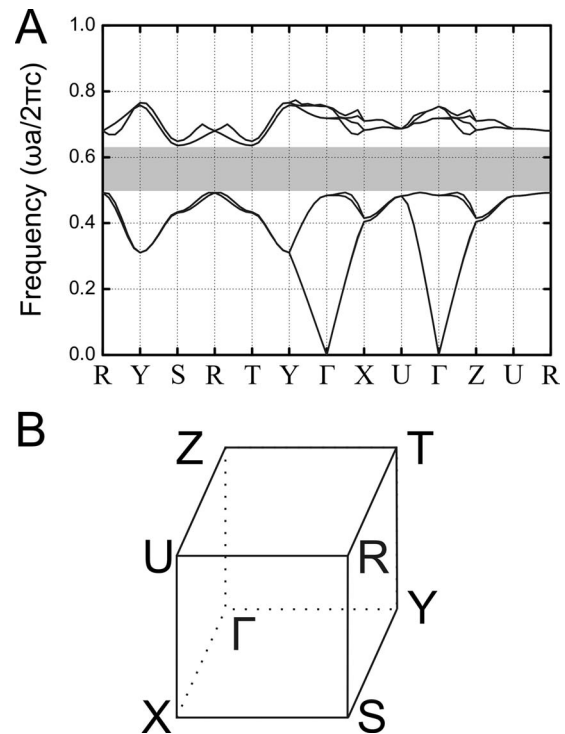 A
Frequency (ωa/2πc)
1.0
0.8
0.6
0.4
0.2
0.0
R Y S R T Y Γ X U Γ Z U R
B
Z T
U R
Γ Y
X S